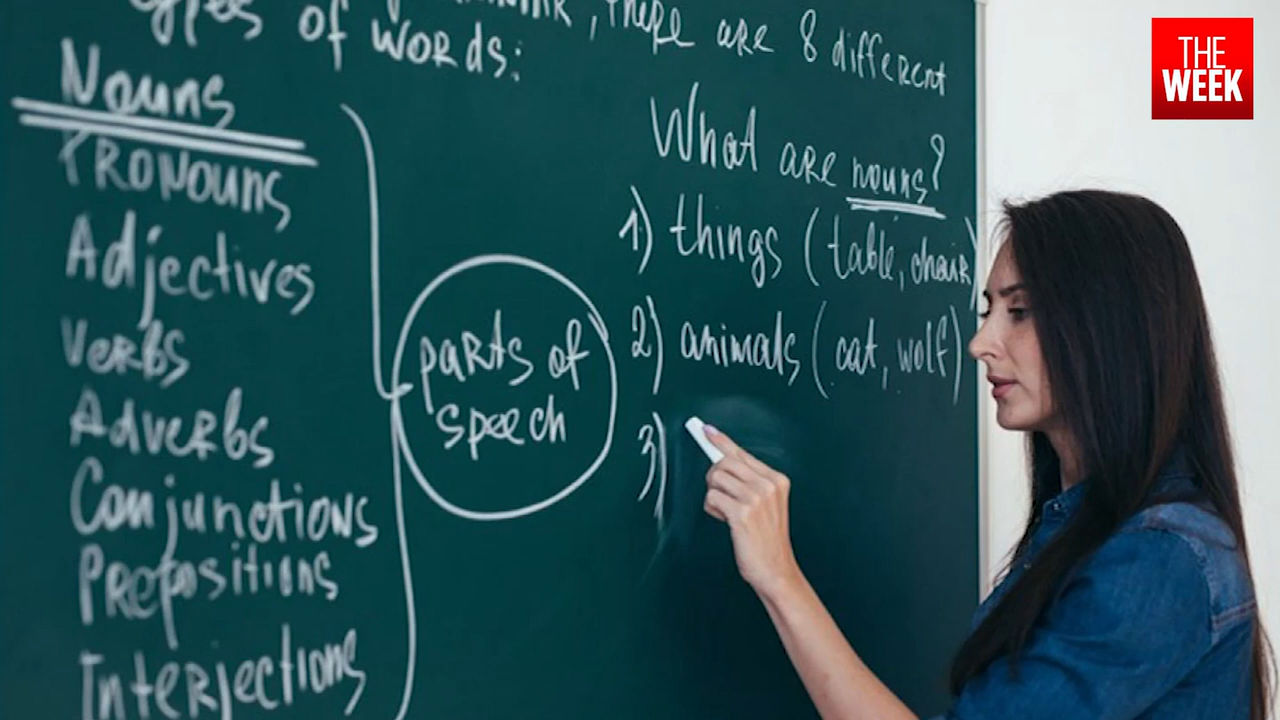 , there are 8 different
types of words:
Nouns
Pronouns
Adjectives
Verbs
Adverbs
Conjunctions
Prepositions
Interjections
parts of
speech
What are nouns?
1) things (table, chair)
2) animals (cat, wolf)
3)
THE
WEEK